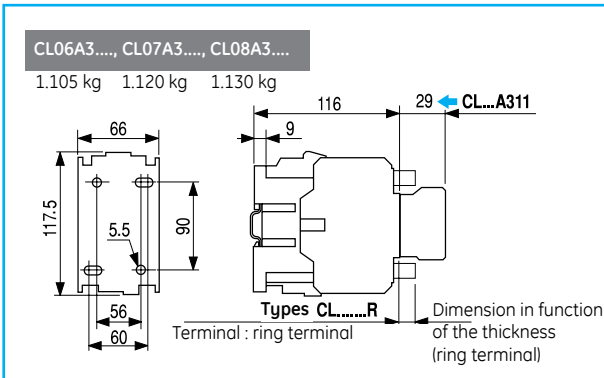 CL06A3...., CL07A3...., CL08A3....
1.105 kg 1.120 kg 1.130 kg
116
29
CL...A311
66
9
117.5
5.5
90
56
60
Types CL.......R
Terminal : ring terminal
Dimension in function
of the thickness
(ring terminal)